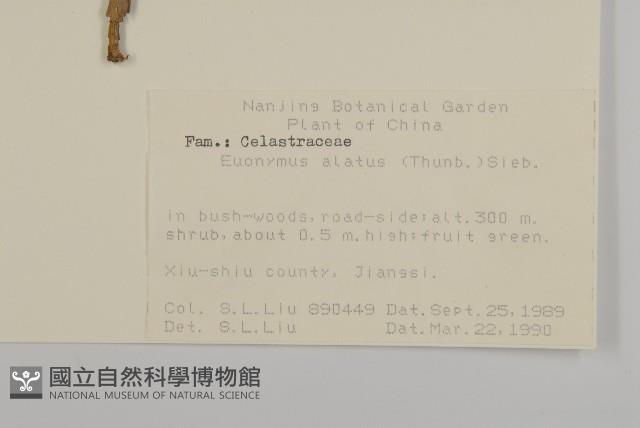 Nanjing Botanical Garden
Plant of China
Fam.: Celastraceae
Euonymus alatus (Thunb.) Sieb.
in bush-woods, road-side; alt. 300 m.
shrub, about 0.5 m. high; fruit green.
Xiu-shiu county, Jiangsi.
Col. S.L.Liu 890449 Dat. Sept. 25, 1989
Det. S.L.Liu Dat. Mar. 22, 1990
國立自然科學博物館
NATIONAL MUSEUM OF NATURAL SCIENCE